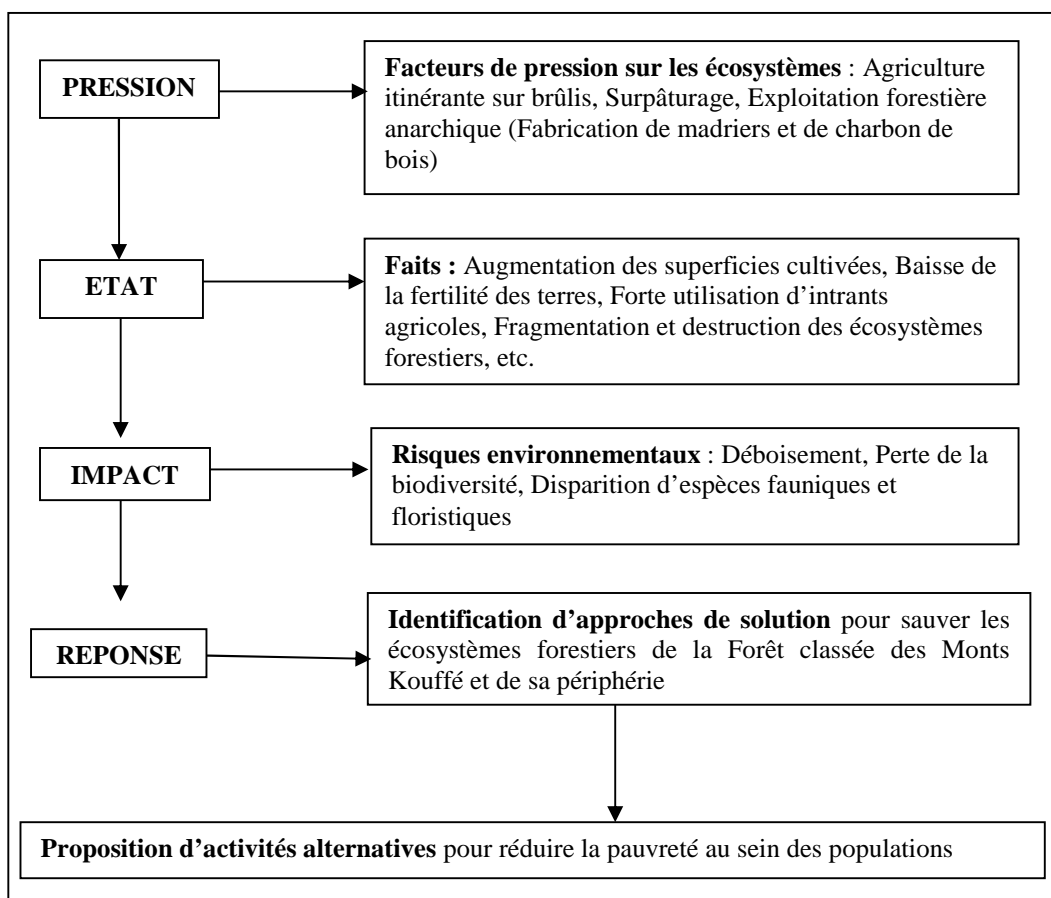 PRESSION
Facteurs de pression sur les écosystèmes : Agriculture
itinérante sur brûlis, Surpâturage, Exploitation forestière
anarchique (Fabrication de madriers et de charbon de
bois)
ETAT
Faits : Augmentation des superficies cultivées, Baisse de
la fertilité des terres, Forte utilisation d’intrants
agricoles, Fragmentation et destruction des écosystèmes
forestiers, etc.
IMPACT
Risques environnementaux : Déboisement, Perte de la
biodiversité, Disparition d’espèces fauniques et
floristiques
REPONSE
Identification d’approches de solution pour sauver les
écosystèmes forestiers de la Forêt classée des Monts
Kouffé et de sa périphérie
Proposition d’activités alternatives pour réduire la pauvreté au sein des populations